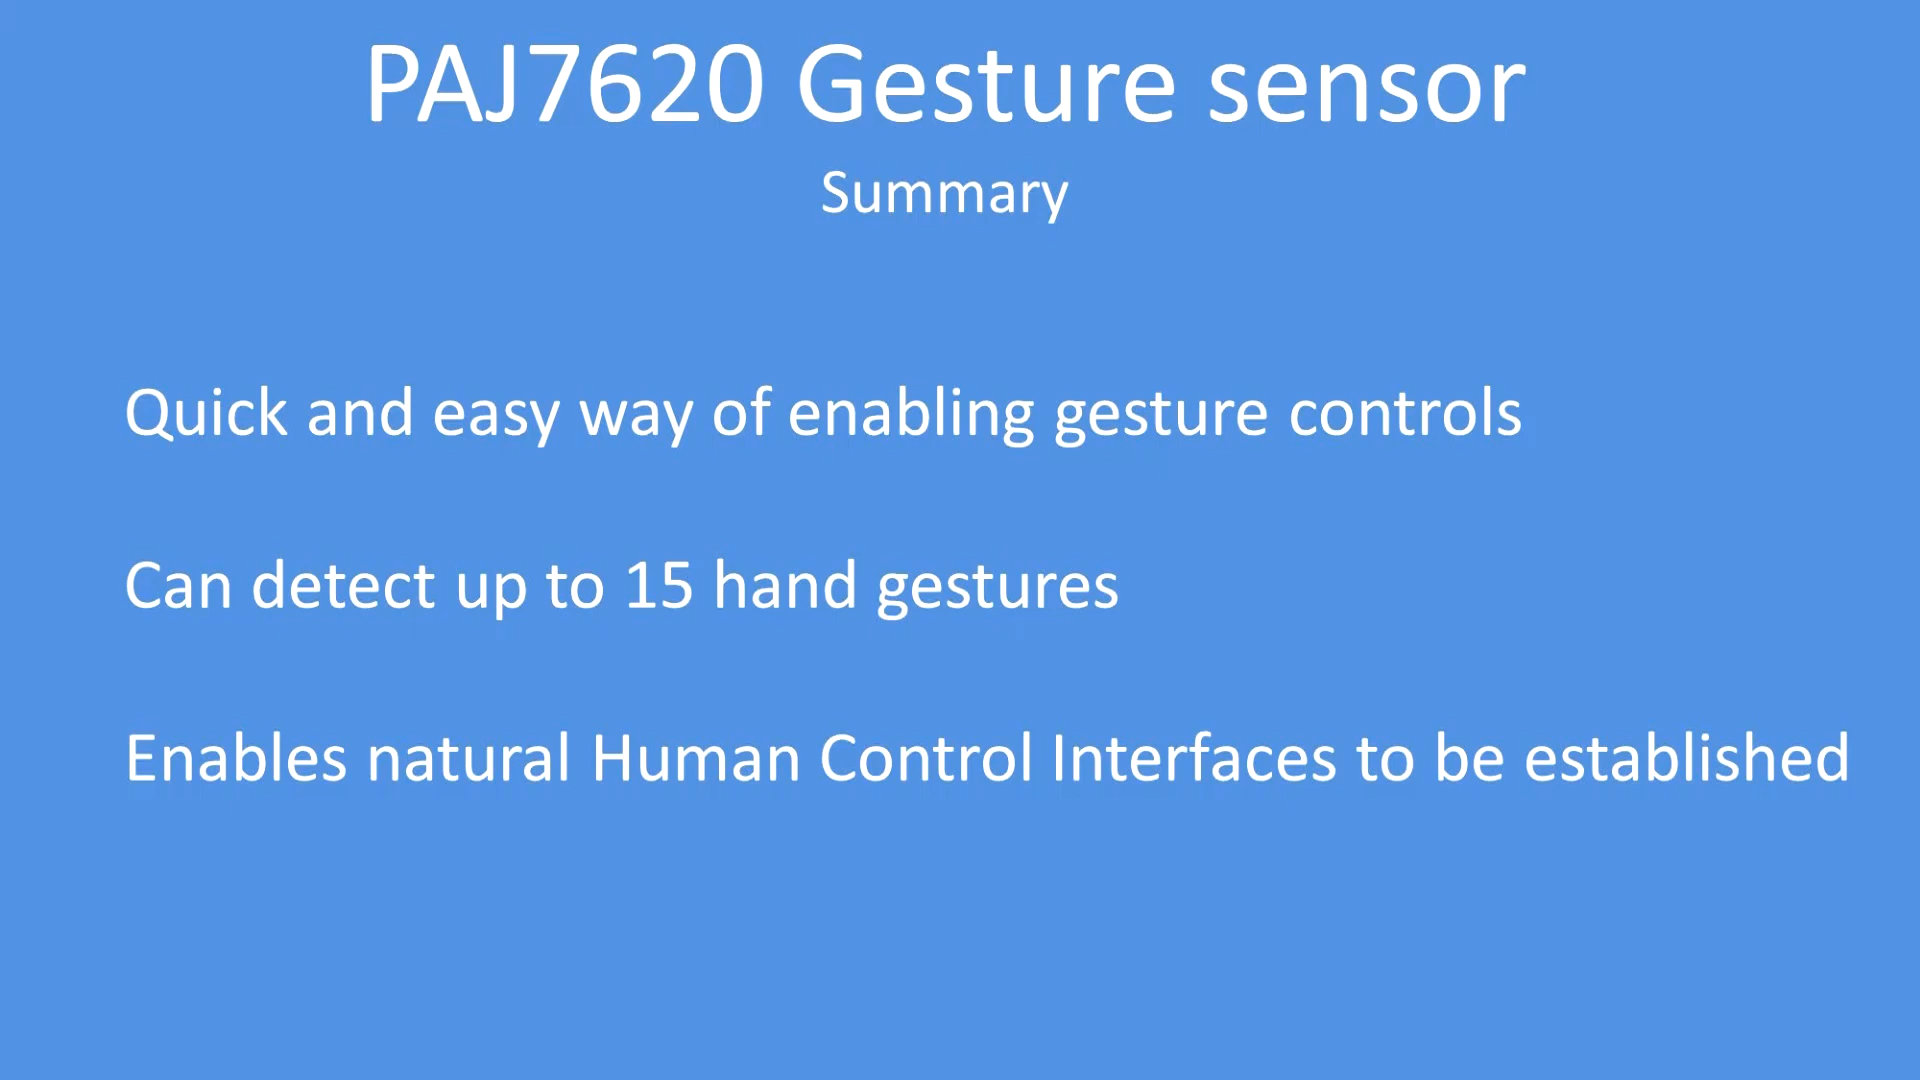 PAJ7620 Gesture sensor
Summary
Quick and easy way of enabling gesture controls
Can detect up to 15 hand gestures
Enables natural Human Control Interfaces to be established